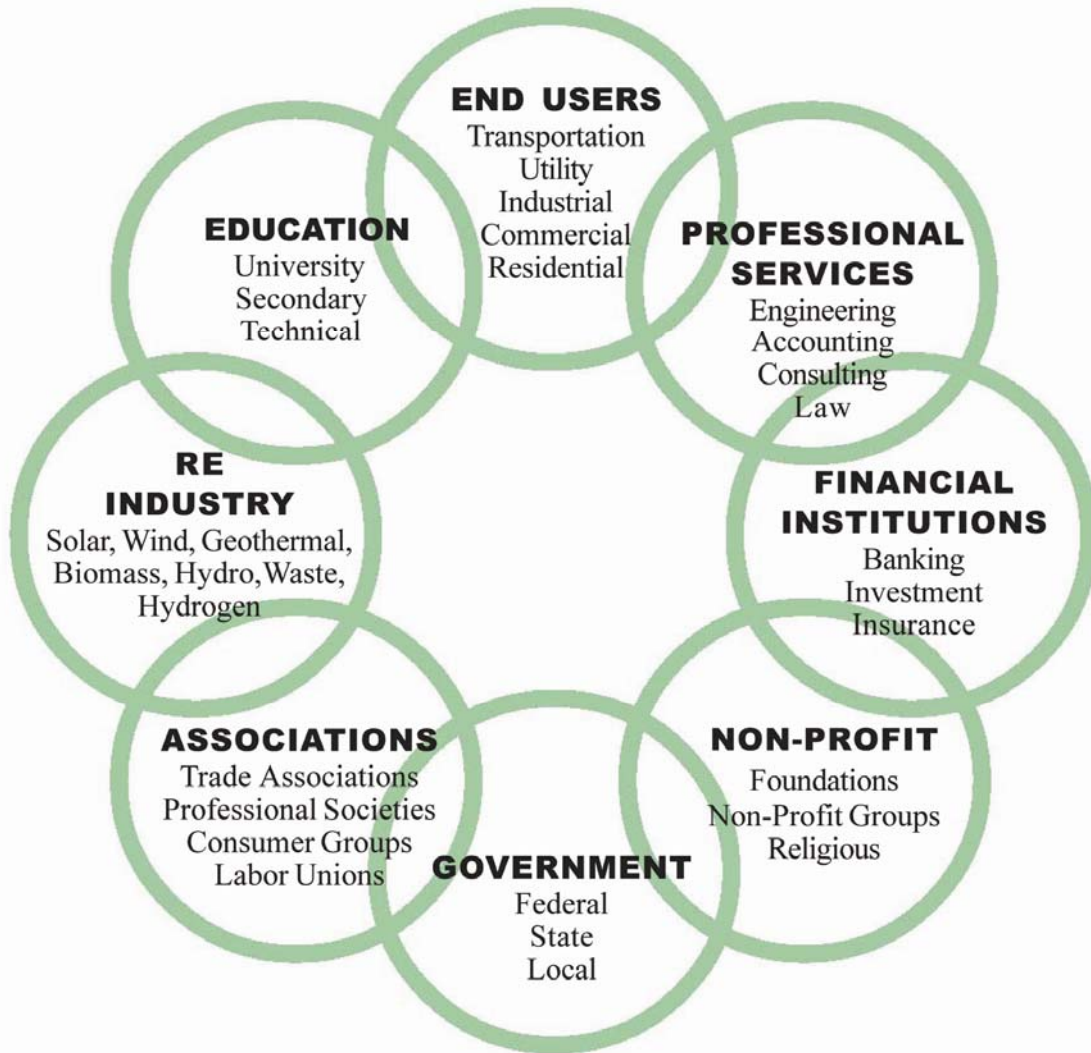 END USERS
Transportation
Utility
Industrial
Commercial
Residential
PROFESSIONAL
SERVICES
Engineering
Accounting
Consulting
Law
FINANCIAL
INSTITUTIONS
Banking
Investment
Insurance
NON-PROFIT
Foundations
Non-Profit Groups
Religious
GOVERNMENT
Federal
State
Local
ASSOCIATIONS
Trade Associations
Professional Societies
Consumer Groups
Labor Unions
RE
INDUSTRY
Solar, Wind, Geothermal,
Biomass, Hydro,Waste,
Hydrogen
EDUCATION
University
Secondary
Technical